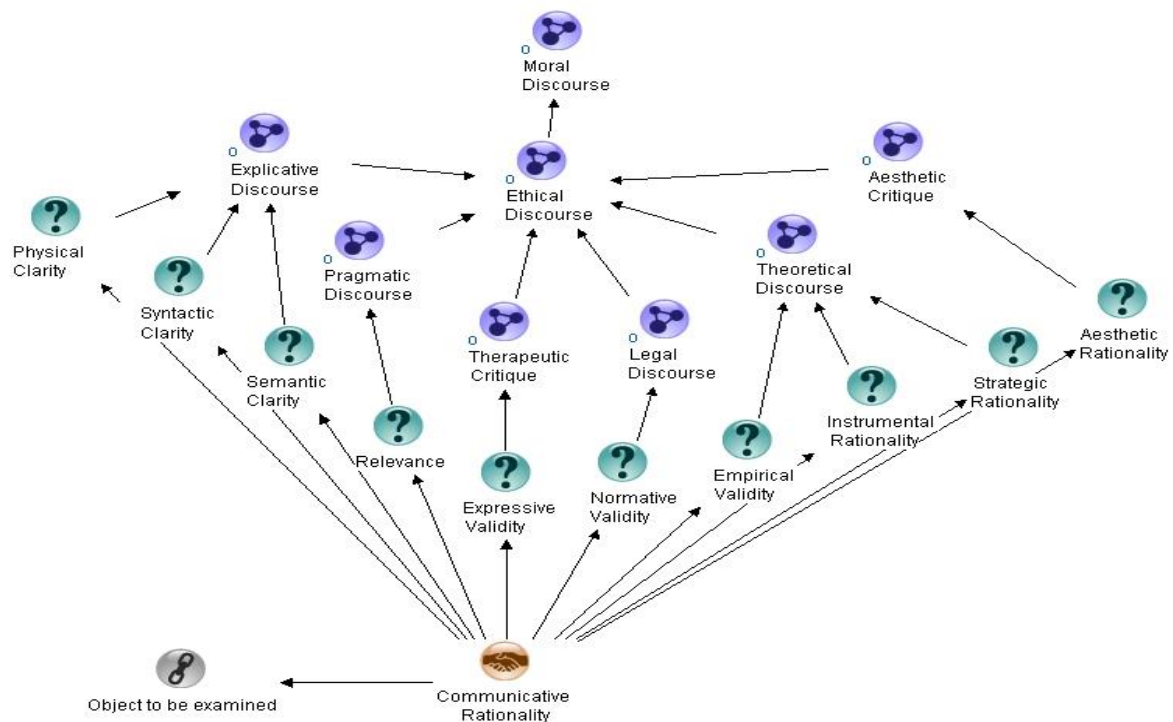 o
Moral
Discourse
o
Explicative
Discourse
o
Ethical
Discourse
o
Aesthetic
Critique
Physical
Clarity
o
Pragmatic
Discourse
o
Theoretical
Discourse
Syntactic
Clarity
o
Therapeutic
Critique
o
Legal
Discourse
Aesthetic
Rationality
Semantic
Clarity
Strategic
Rationality
Relevance
Instrumental
Rationality
Expressive
Validity
Normative
Validity
Empirical
Validity
Object to be examined
Communicative
Rationality